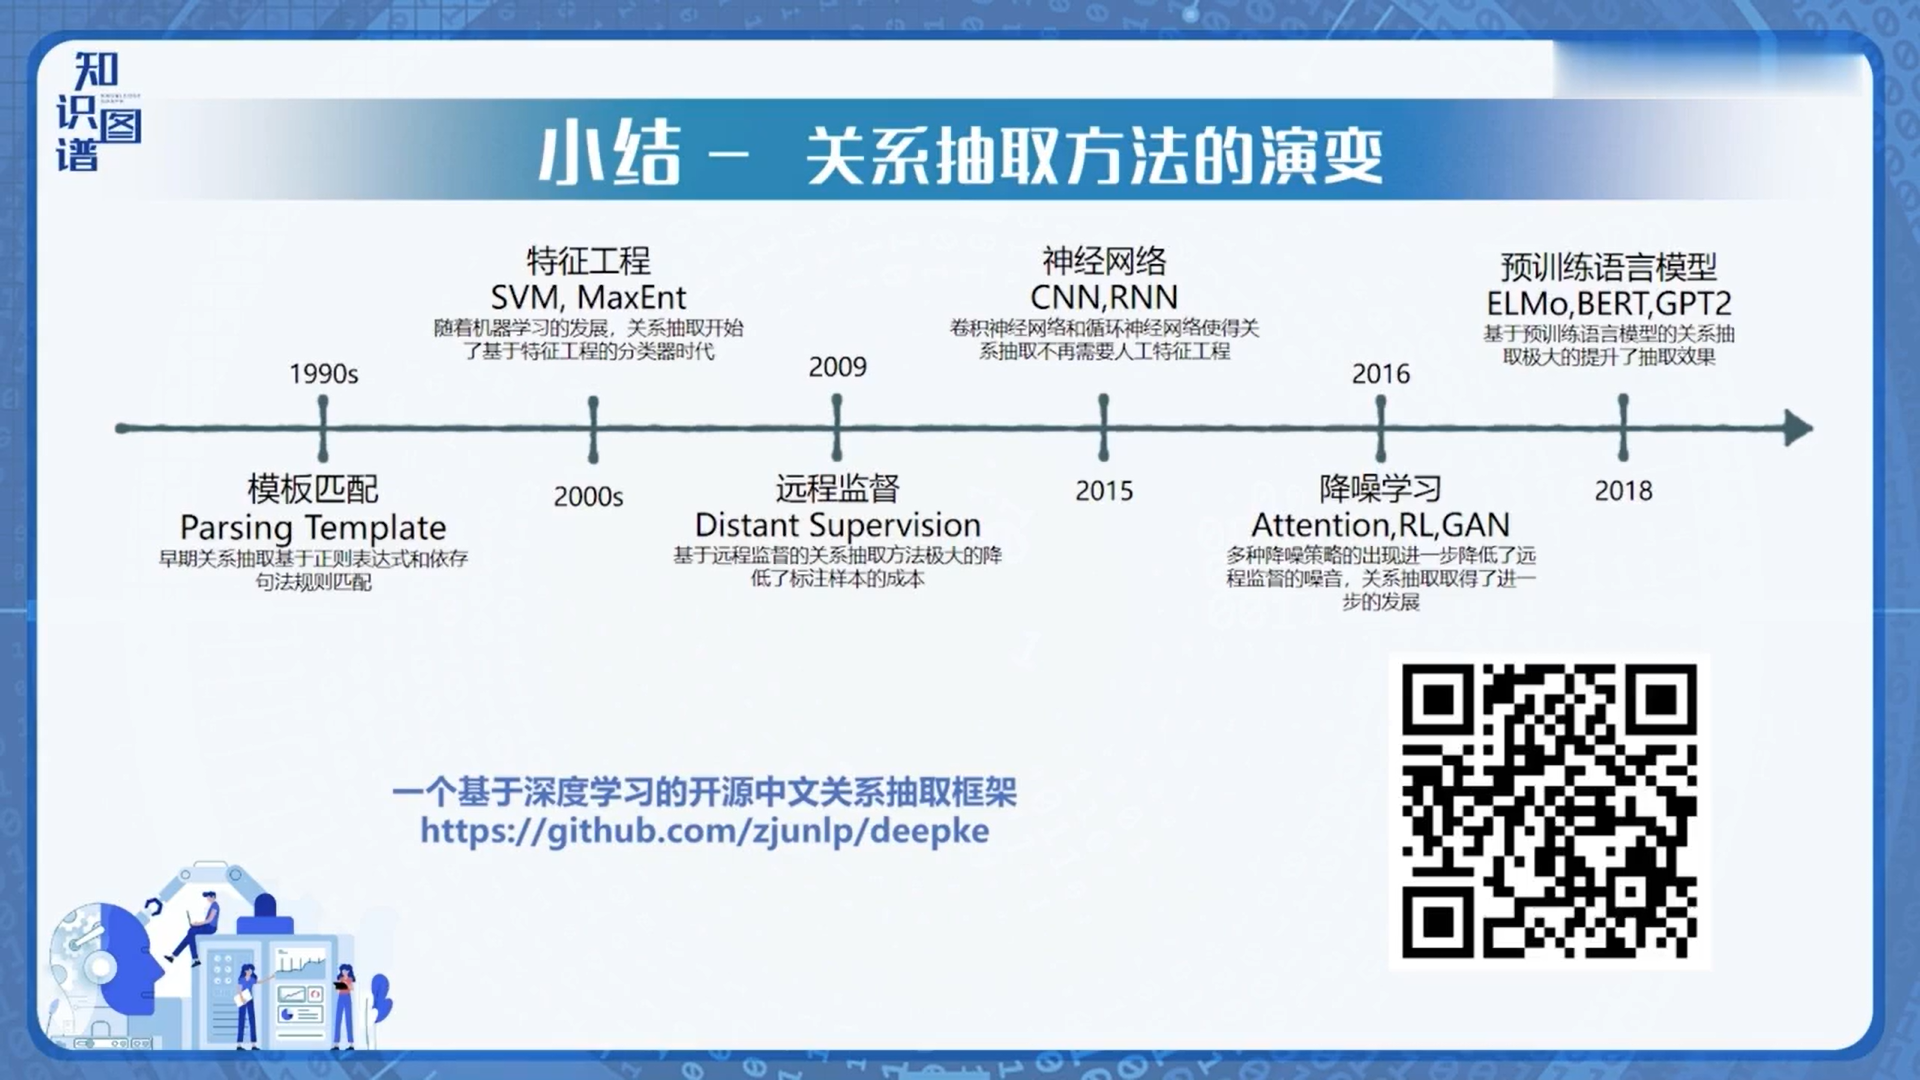 知
识图
谱
小结 – 关系抽取方法的演变
特征工程
SVM, MaxEnt
随着机器学习的发展，关系抽取开始
了基于特征工程的分类器时代
神经网络
CNN,RNN
卷积神经网络和循环神经网络使得关
系抽取不再需要人工特征工程
预训练语言模型
ELMo,BERT,GPT2
基于预训练语言模型的关系抽
取极大的提升了抽取效果
1990s
2009
2016
模板匹配
Parsing Template
早期关系抽取基于正则表达式和依存
句法规则匹配
2000s
远程监督
Distant Supervision
基于远程监督的关系抽取方法极大的降
低了标注样本的成本
2015
降噪学习
Attention,RL,GAN
多种降噪策略的出现进一步降低了远
程监督的噪音，关系抽取取得了进一
步的发展
2018
一个基于深度学习的开源中文关系抽取框架
https://github.com/zjunlp/deepke